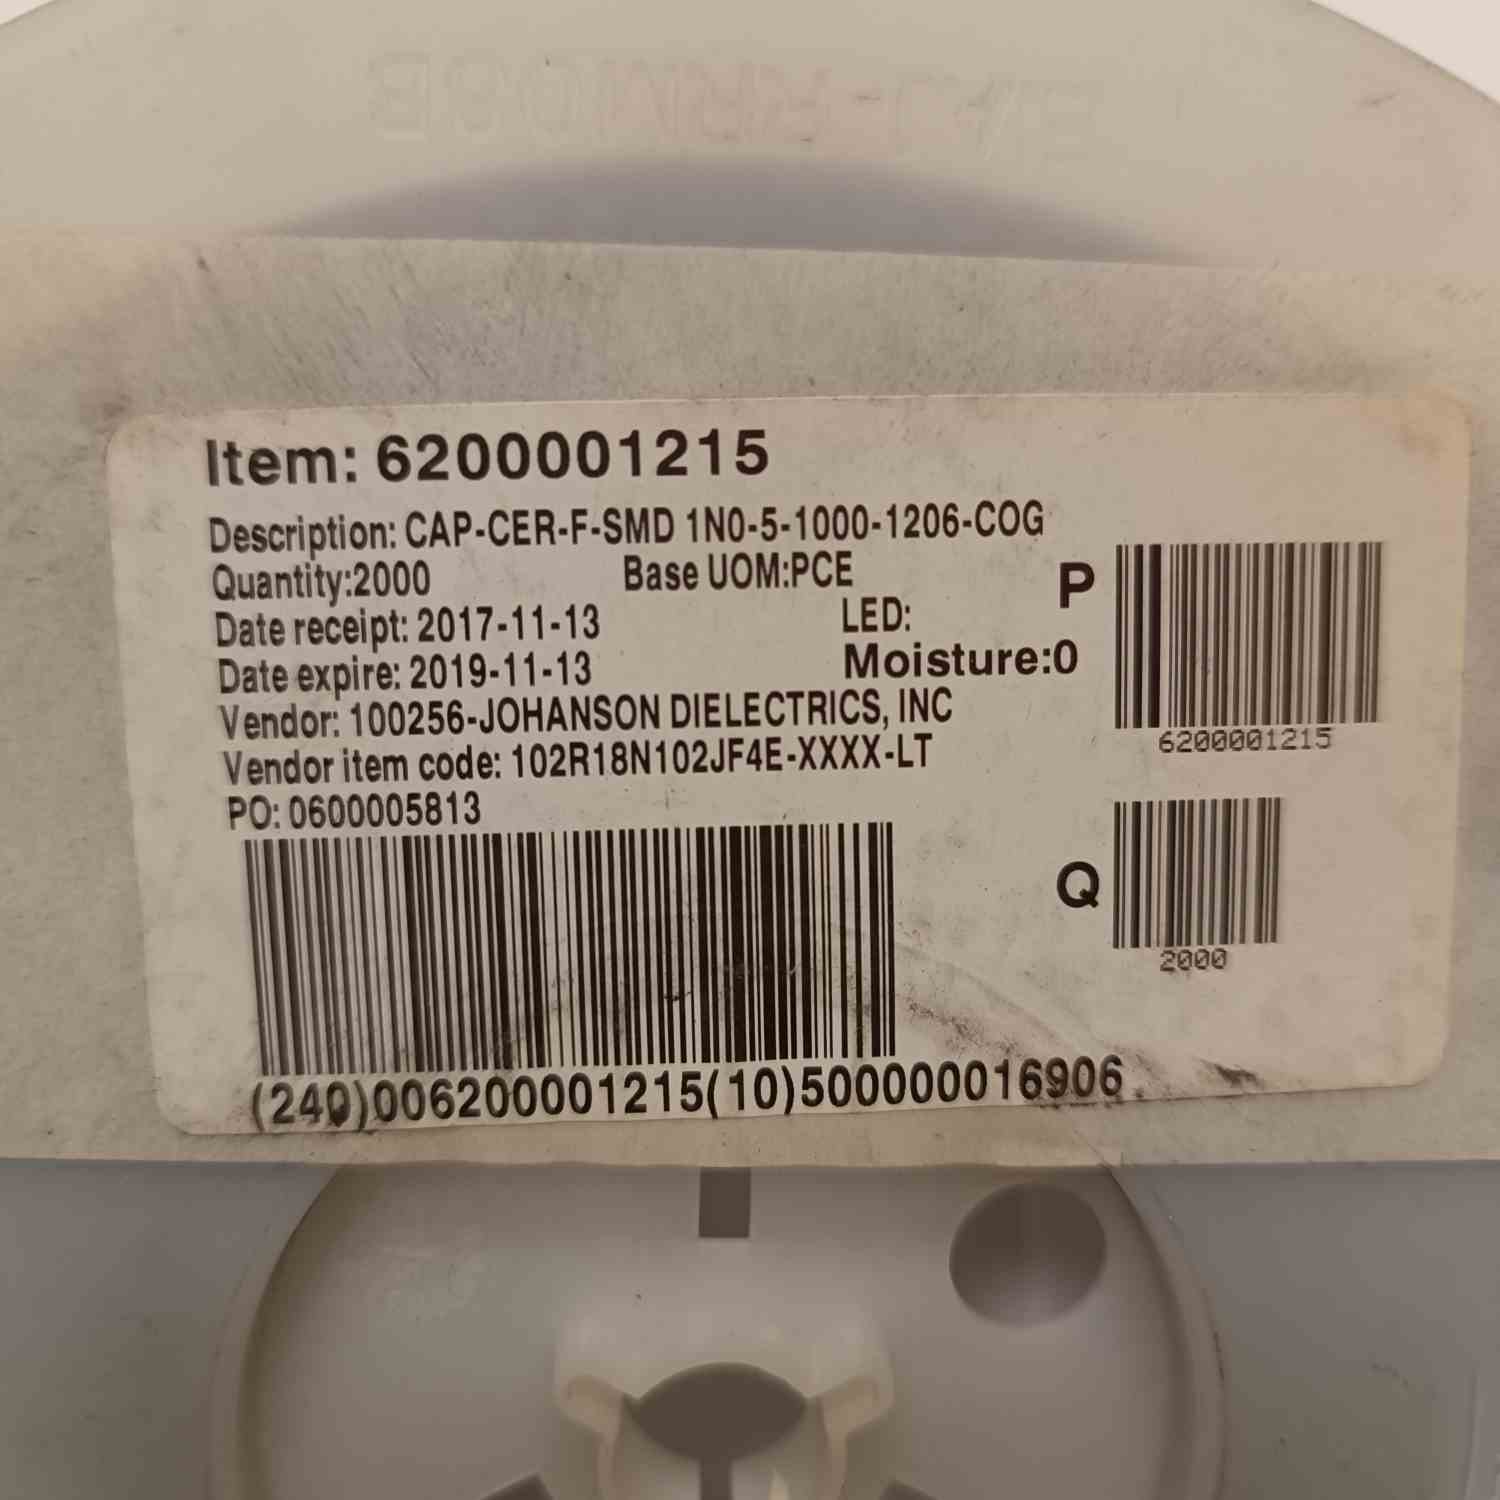 Item: 6200001215
Description: CAP-CER-F-SMD 1N0-5-1000-1206-COG
Quantity:2000 Base UOM:PCE
Date receipt: 2017-11-13 LED:
Date expire: 2019-11-13 Moisture:0
Vendor: 100256-JOHANSON DIELECTRICS, INC
Vendor item code: 102R18N102JF4E-XXXX-LT
PO: 0600005813
(240)006200001215(10)500000016906
P
6200001215
Q
2000